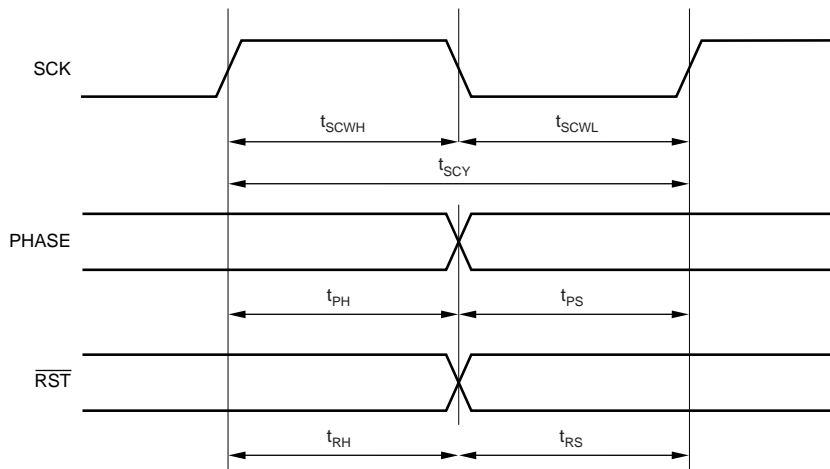 SCK
tSCWH tSCWL
tSCY
PHASE
tPH tPS
RST
tRH tRS